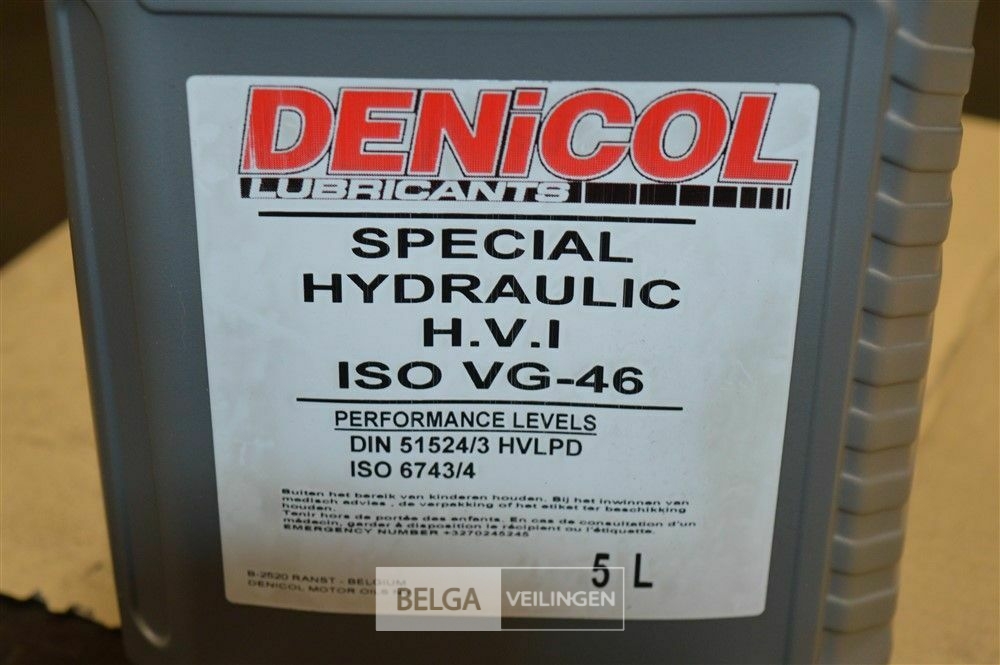 DENiCOL
LUBRICANTS
SPECIAL
HYDRAULIC
H.V.I
ISO VG-46
PERFORMANCE LEVELS
DIN 51524/3 HVLPD
ISO 6743/4
Buiten het bereik van kinderen houden. Bij het inwinnen van
medisch advies , de verpakking of het etiket ter beschikking
houden.
Tenir hors de portée des enfants. En cas de consultation d'un
médecin, garder à disposition le récipient ou l'étiquette.
EMERGENCY NUMBER +3270245245
5 L
B-2520 RANST - BELGIUM
DENICOL MOTOR OILS
BELGA VEILINGEN